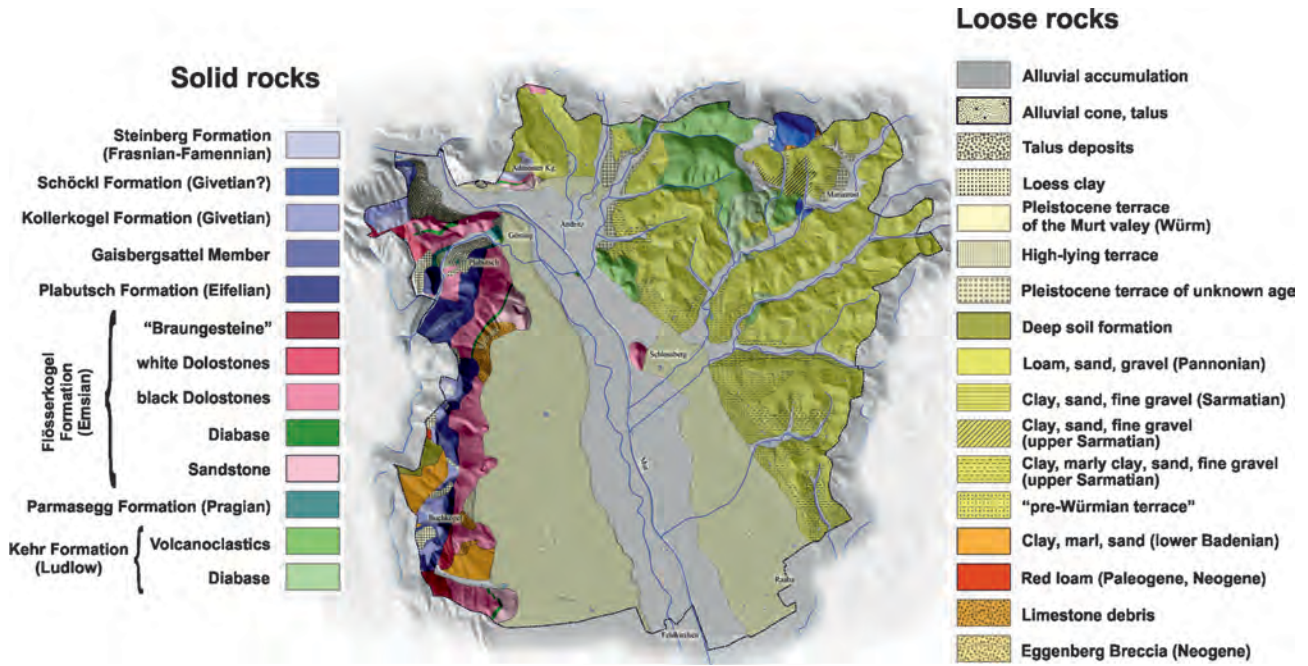 Solid rocks
Steinberg Formation
(Frasnian-Famennian)
Schöckl Formation (Givetian?)
Kollerkogel Formation (Givetian)
Gaisbergsattel Member
Plabutsch Formation (Eifelian)
Flösserkogel
Formation
(Emsian)
"Braungesteine"
white Dolostones
black Dolostones
Diabase
Sandstone
Parmasegg Formation (Pragian)
Kehr Formation
(Ludlow)
Volcanoclastics
Diabase
Admonter Kg.
Andritz
Gösting
Plabutsch
Mariatrost
Schlossberg
Buchkogel
Raaba
Feldkirchen
Loose rocks
Alluvial accumulation
Alluvial cone, talus
Talus deposits
Loess clay
Pleistocene terrace
of the Murt valey (Würm)
High-lying terrace
Pleistocene terrace of unknown age
Deep soil formation
Loam, sand, gravel (Pannonian)
Clay, sand, fine gravel (Sarmatian)
Clay, sand, fine gravel
(upper Sarmatian)
Clay, marly clay, sand, fine gravel
(upper Sarmatian)
"pre-Würmian terrace"
Clay, marl, sand (lower Badenian)
Red loam (Paleogene, Neogene)
Limestone debris
Eggenberg Breccia (Neogene)